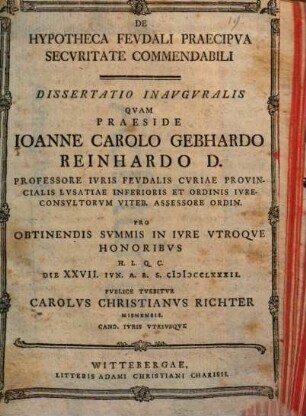 19.
DE
HYPOTHECA FEVDALI PRAECIPVA
SECVRITATE COMMENDABILI
DISSERTATIO INAVGVRALIS
QVAM
PRAESIDE
IOANNE CAROLO GEBHARDO
REINHARDO D.
PROFESSORE IVRIS FEVDALIS CVRIAE PROVIN-
CIALIS LVSATIAE INFERIORIS ET ORDINIS IVRE-
CONSVLTORVM VITEB. ASSESSORE ORDIN.
PRO
OBTINENDIS SVMMIS IN IVRE VTROQVE
HONORIBVS
H. L. Q. C.
DIE XXVII. IVN. A. R. S. CIƆIƆCCLXXXII.
PVBLICE TVEBITVR
CAROLVS CHRISTIANVS RICHTER
MISNENSIS.
CAND. IVRIS VTRIVSQVE
WITTEBERGAE,
LITTERIS ADAMI CHRISTIANI CHARISII.